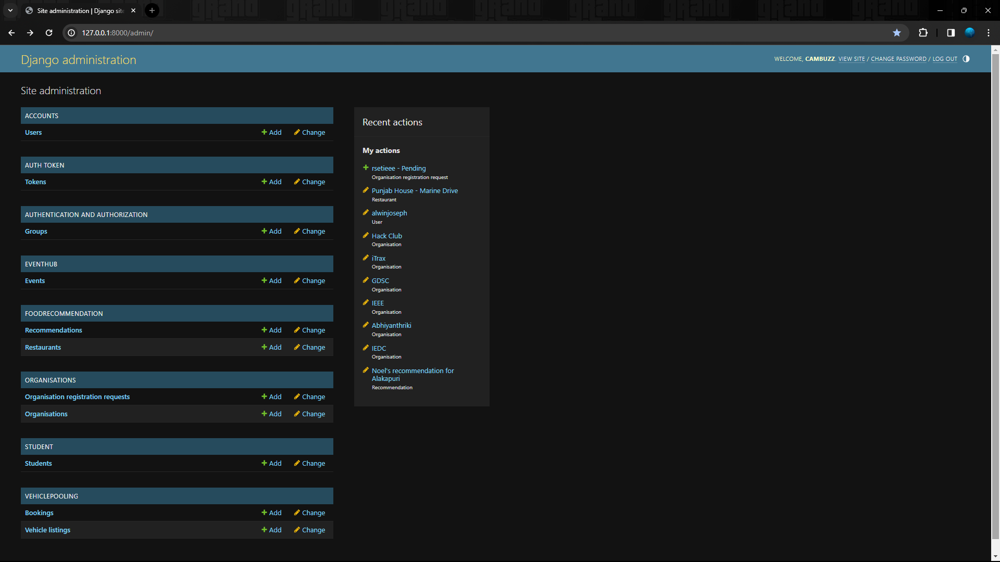 Site administration | Django site
127.0.0.1:8000/admin/
Django administration
WELCOME, CAMBUZZ. VIEW SITE / CHANGE PASSWORD / LOG OUT
Site administration
ACCOUNTS
Users Add Change
AUTH TOKEN
Tokens Add Change
AUTHENTICATION AND AUTHORIZATION
Groups Add Change
EVENTHUB
Events Add Change
FOODRECOMMENDATION
Recommendations Add Change
Restaurants Add Change
ORGANISATIONS
Organisation registration requests Add Change
Organisations Add Change
STUDENT
Students Add Change
VEHICLEPOOLING
Bookings Add Change
Vehicle listings Add Change
Recent actions
My actions
rsetieee - Pending
Organisation registration request
Punjab House - Marine Drive
Restaurant
alwinjoseph
User
Hack Club
Organisation
iTrax
Organisation
GDSC
Organisation
IEEE
Organisation
Abhiyanthriki
Organisation
IEDC
Organisation
Noel's recommendation for
Alakapuri
Recommendation